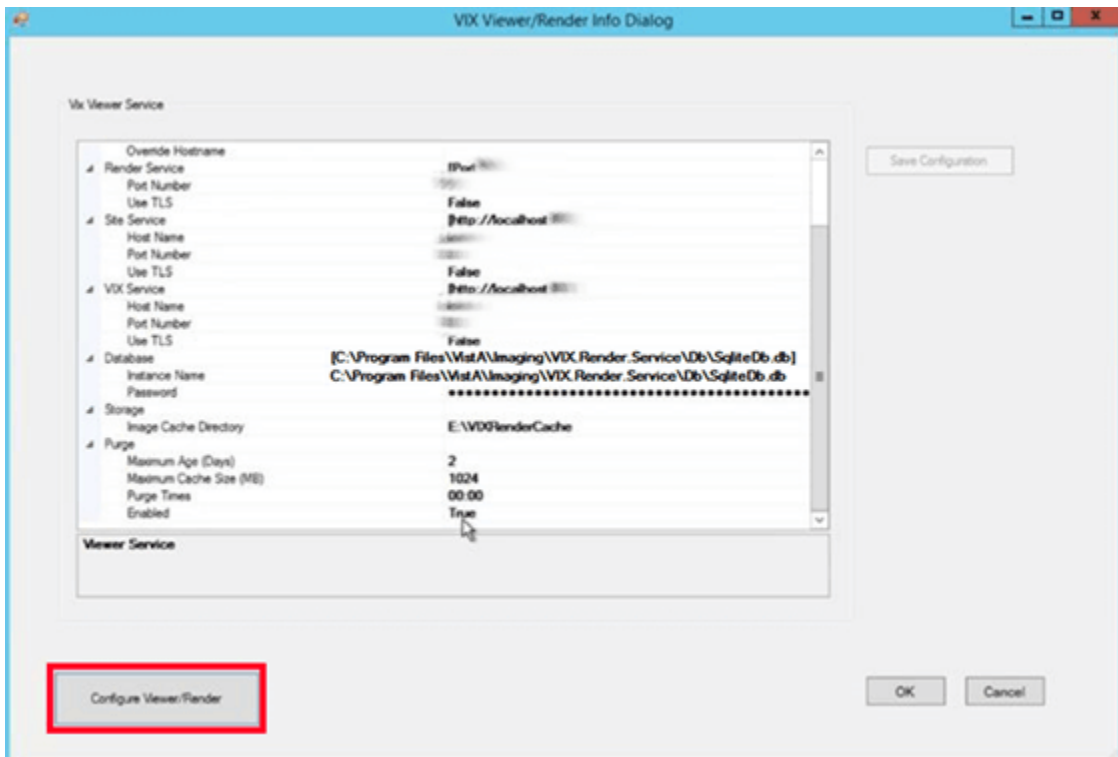 VIX Viewer/Render Info Dialog
Vix Viewer Service
Override Hostname
Save Configuration
Render Service [Port
Port Number
Use TLS False
Site Service [http://localhost
Host Name
Port Number
Use TLS False
VIX Service [http://localhost
Host Name
Port Number
Use TLS False
Database [C:\Program Files\VistA\Imaging\VIX.Render.Service\Db\SqliteDb.db]
Instance Name C:\Program Files\VistA\Imaging\VIX.Render.Service\Db\SqliteDb.db
Password ●●●●●●●●●●●●●●●●●●●●●●●●●●●●●●●●●●●●●●●●●●
Storage
Image Cache Directory E:\VIXRenderCache
Purge
Maximum Age (Days) 2
Maximum Cache Size (MB) 1024
Purge Times 00:00
Enabled True
Viewer Service
Configure Viewer/Render
OK Cancel